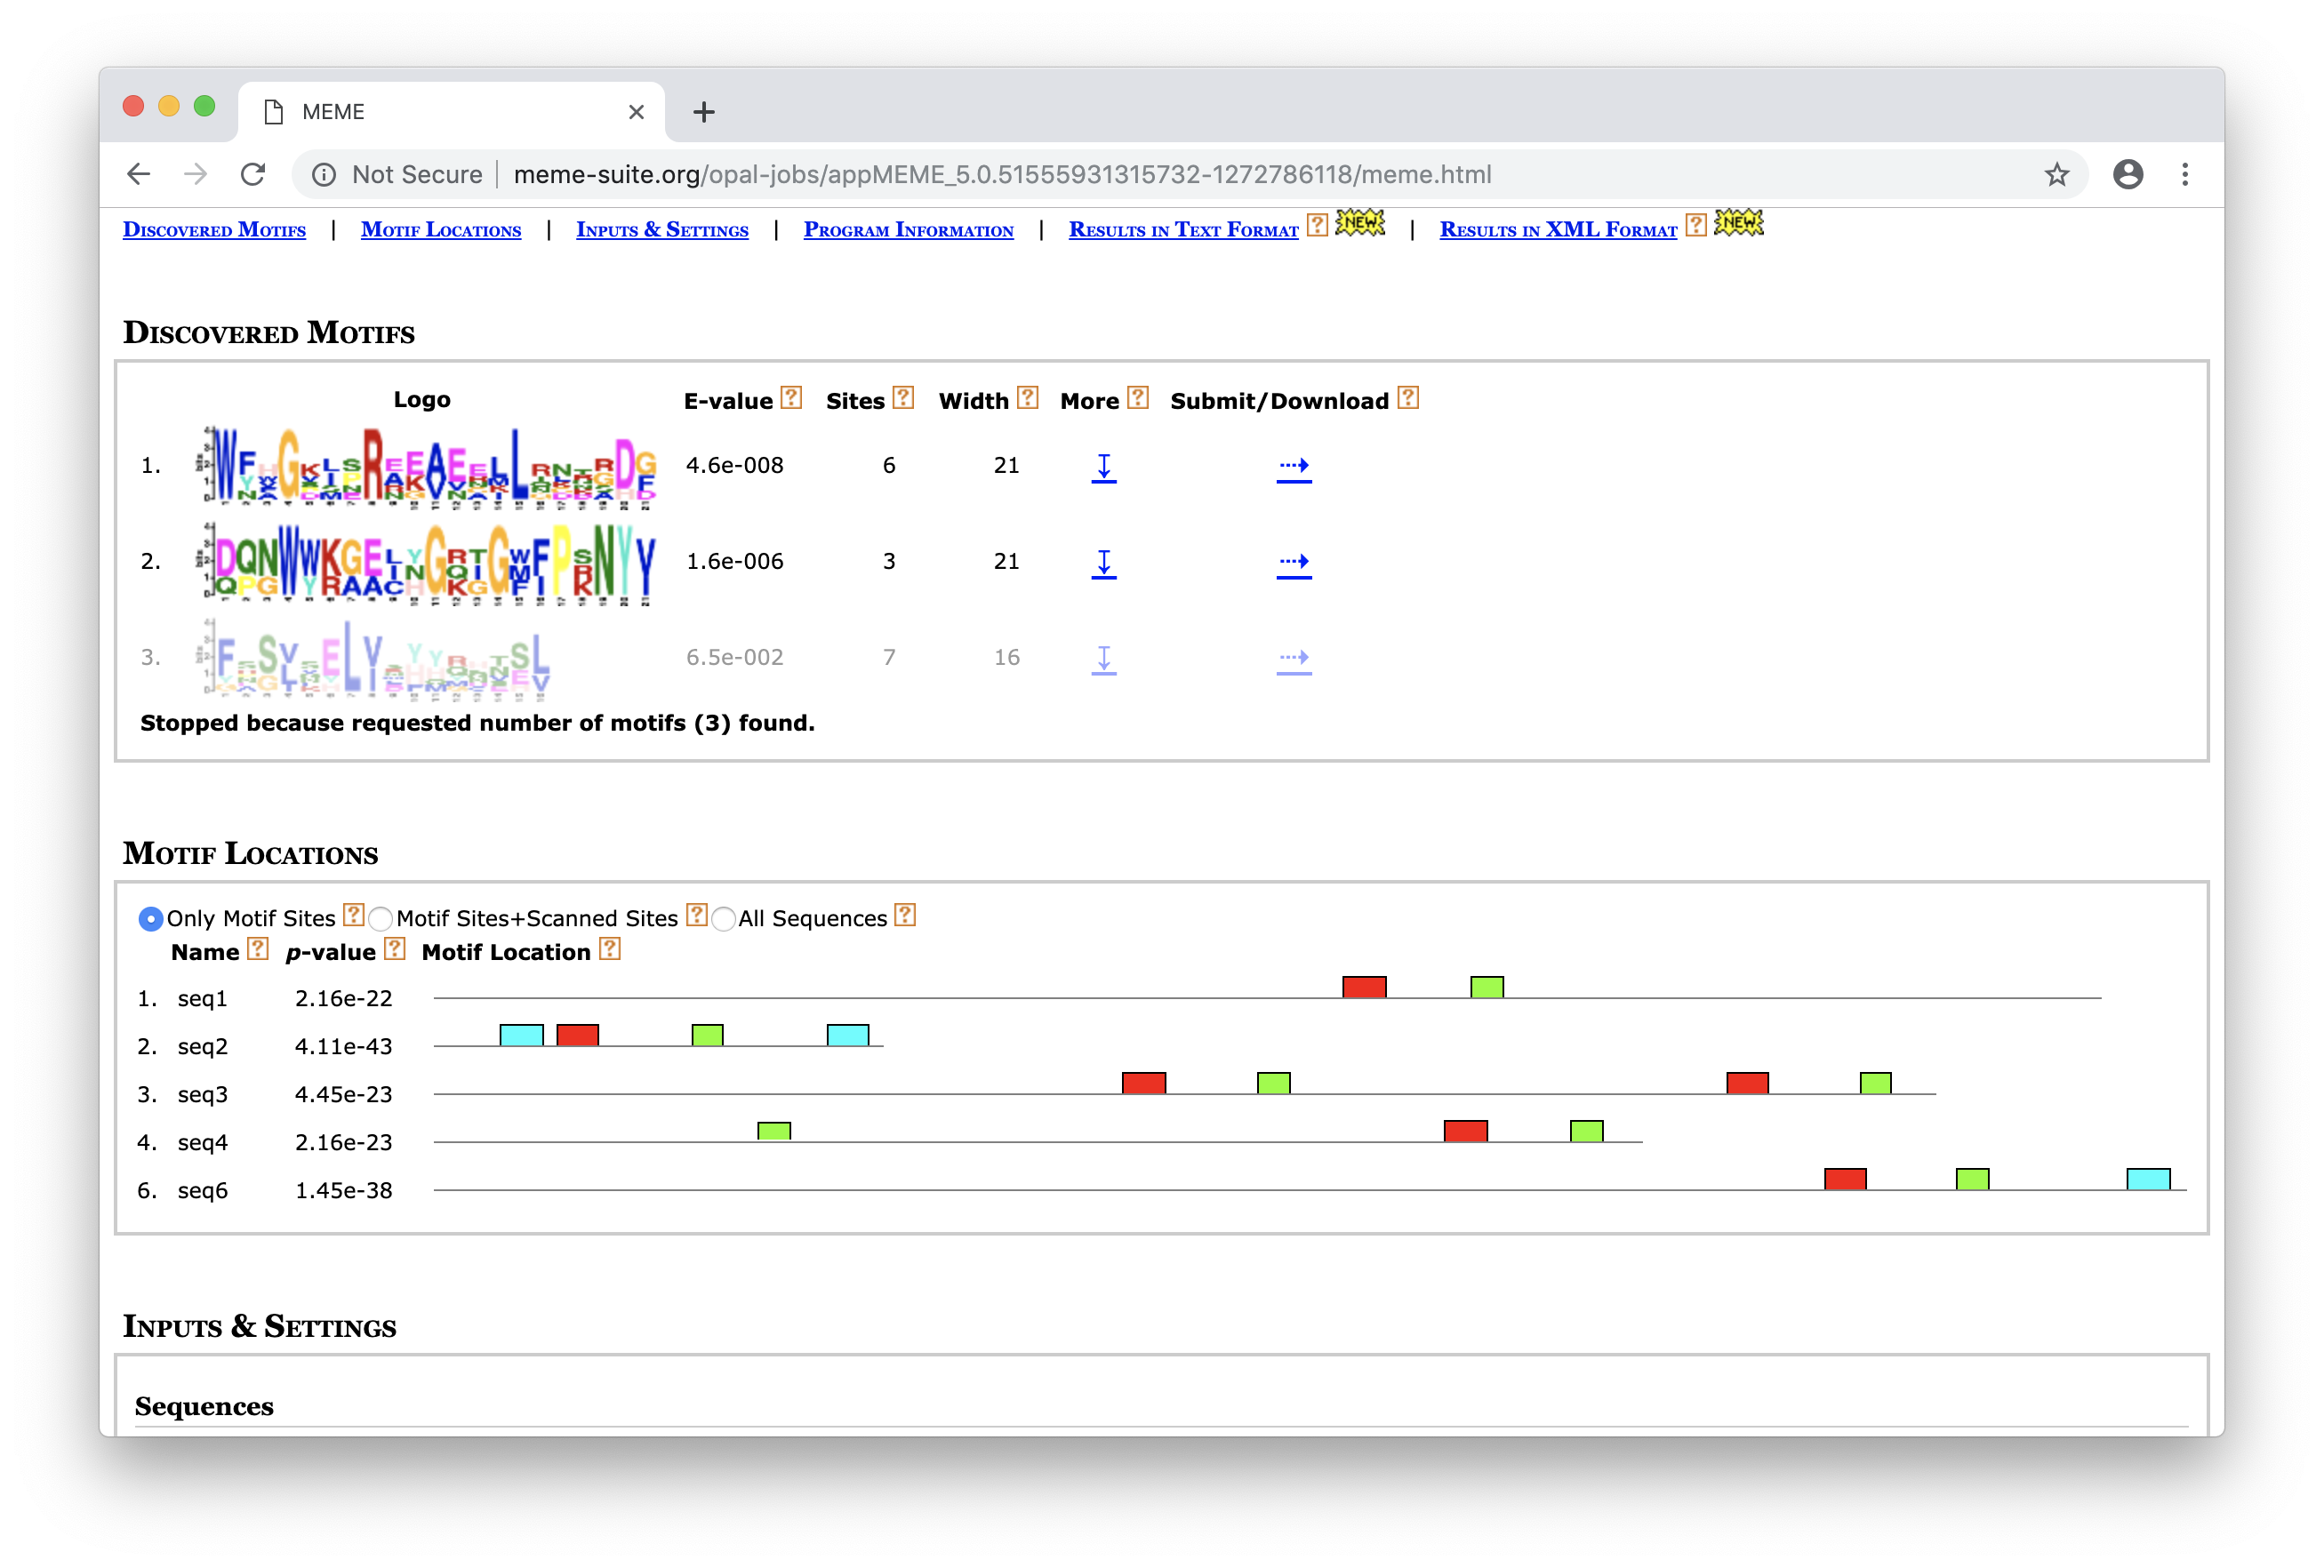 MEME
Not Secure meme-suite.org/opal-jobs/appMEME_5.0.51555931315732-1272786118/meme.html
Discovered Motifs | Motif Locations | Inputs & Settings | Program Information | Results in Text Format ? NEW | Results in XML Format ? NEW
Discovered Motifs
Logo E-value ? Sites ? Width ? More ? Submit/Download ?
1. 4.6e-008 6 21
2. 1.6e-006 3 21
3. 6.5e-002 7 16
Stopped because requested number of motifs (3) found.
Motif Locations
Only Motif Sites ? Motif Sites+Scanned Sites ? All Sequences ?
Name ? p-value ? Motif Location ?
1. seq1 2.16e-22
2. seq2 4.11e-43
3. seq3 4.45e-23
4. seq4 2.16e-23
6. seq6 1.45e-38
Inputs & Settings
Sequences